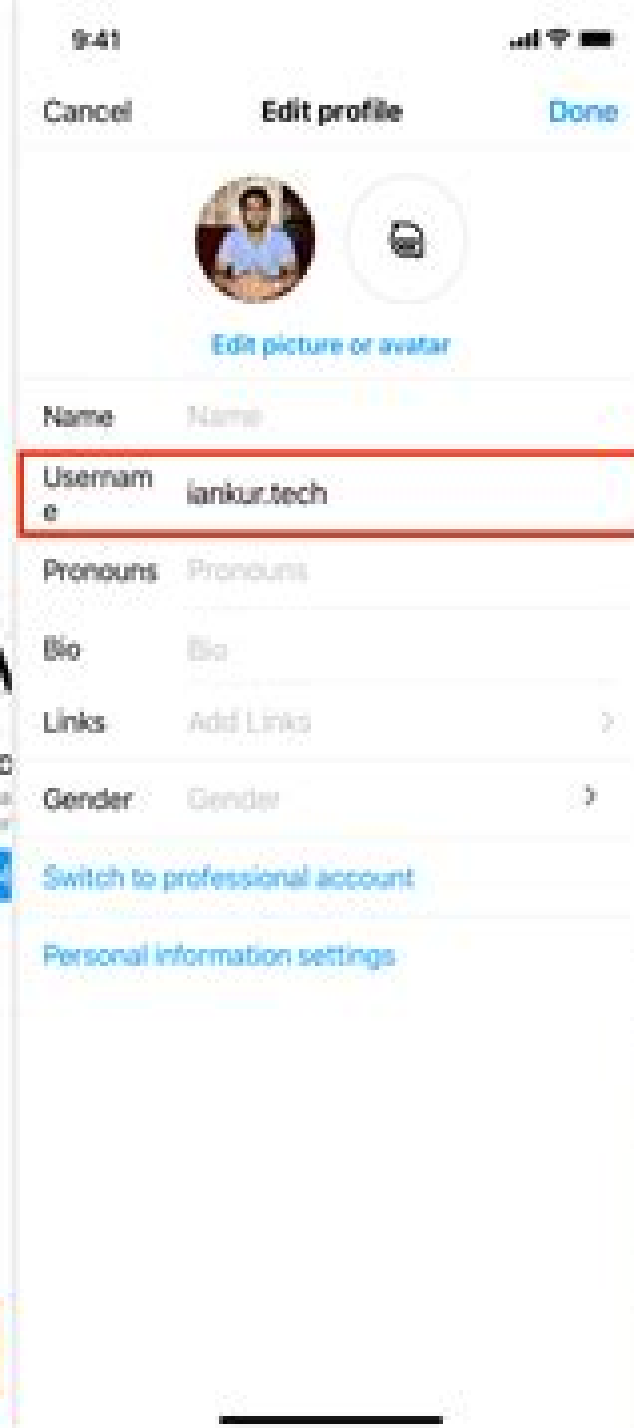 9:41
Cancel Edit profile Done
Edit picture or avatar
Name Name
Usernam
e iankur.tech
Pronouns Pronouns
Bio Bio
Links Add Links
Gender Gender
Switch to professional account
Personal information settings